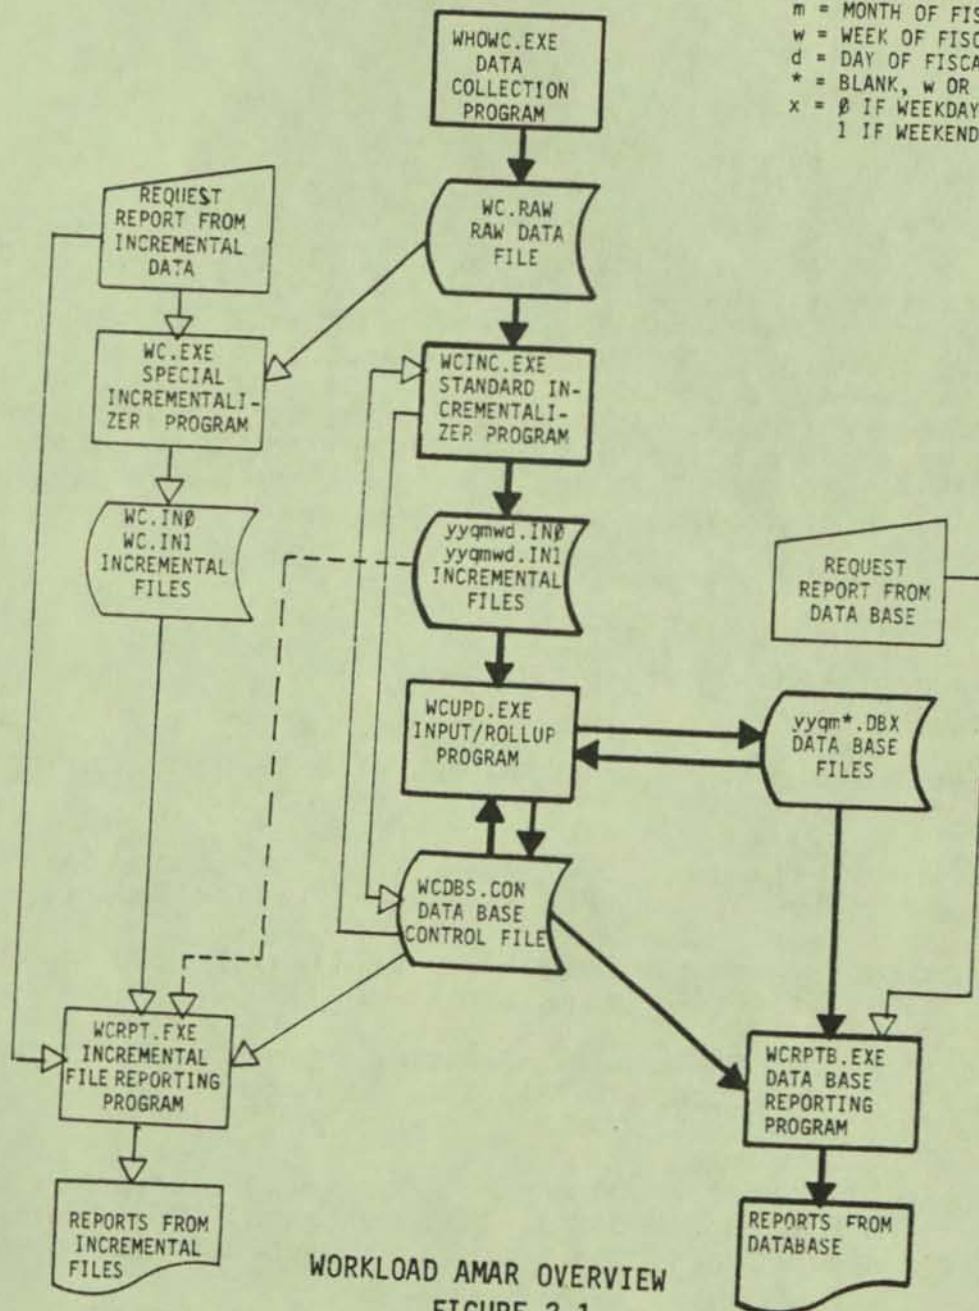 m = MONTH OF
w = WEEK OF
d = DAY OF
* = BLANK, w OR
x = Ø IF WEEKDAY
1 IF WEEKEND
WHOWC.EXE
DATA
COLLECTION
PROGRAM
REQUEST
REPORT FROM
INCREMENTAL
DATA
WC.RAW
RAW DATA
FILE
WC.EXE
SPECIAL
INCREMENTALI-
ZER PROGRAM
WCINC.EXE
STANDARD IN-
CREMENTALI-
ZER PROGRAM
WC.INØ
WC.IN1
INCREMENTAL
FILES
yyqmwd.INØ
yyqmwd.IN1
INCREMENTAL
FILES
REQUEST
REPORT FROM
DATA BASE
WCUPD.EXE
INPUT/ROLLUP
PROGRAM
yyqm*.DBX
DATA BASE
FILES
WCDBS.CON
DATA BASE
CONTROL FILE
WCRPT.EXE
INCREMENTAL
FILE REPORTING
PROGRAM
WCRPTB.EXE
DATA BASE
REPORTING
PROGRAM
REPORTS FROM
INCREMENTAL
FILES
REPORTS FROM
DATABASE
WORKLOAD AMAR OVERVIEW
FIGURE